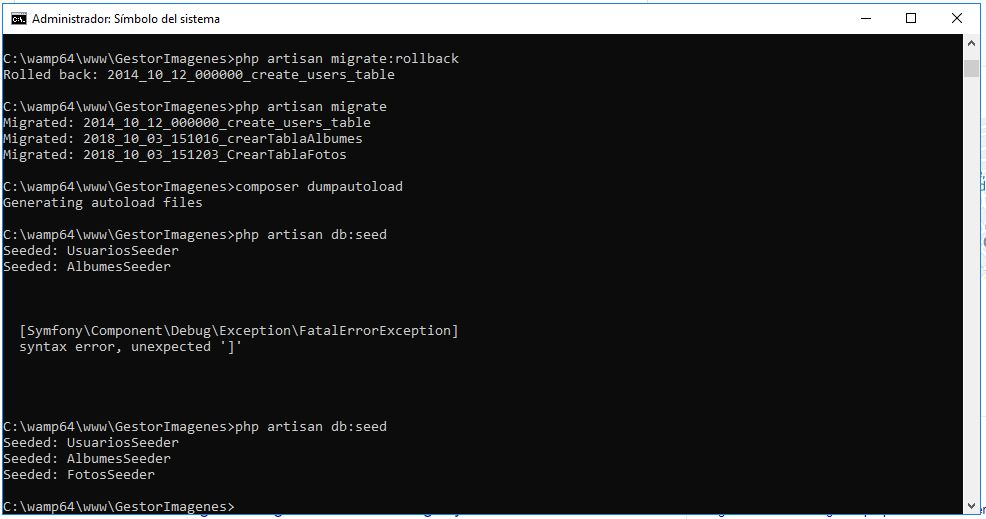 Administrador: Símbolo del sistema
C:\wamp64\www\GestorImagenes>php artisan migrate:rollback
Rolled back: 2014_10_12_000000_create_users_table
C:\wamp64\www\GestorImagenes>php artisan migrate
Migrated: 2014_10_12_000000_create_users_table
Migrated: 2018_10_03_151016_crearTablaAlbumes
Migrated: 2018_10_03_151203_CrearTablaFotos
C:\wamp64\www\GestorImagenes>composer dumpautoload
Generating autoload files
C:\wamp64\www\GestorImagenes>php artisan db:seed
Seeded: UsuariosSeeder
Seeded: AlbumesSeeder
[Symfony\Component\Debug\Exception\FatalErrorException]
syntax error, unexpected ']'
C:\wamp64\www\GestorImagenes>php artisan db:seed
Seeded: UsuariosSeeder
Seeded: AlbumesSeeder
Seeded: FotosSeeder
C:\wamp64\www\GestorImagenes>